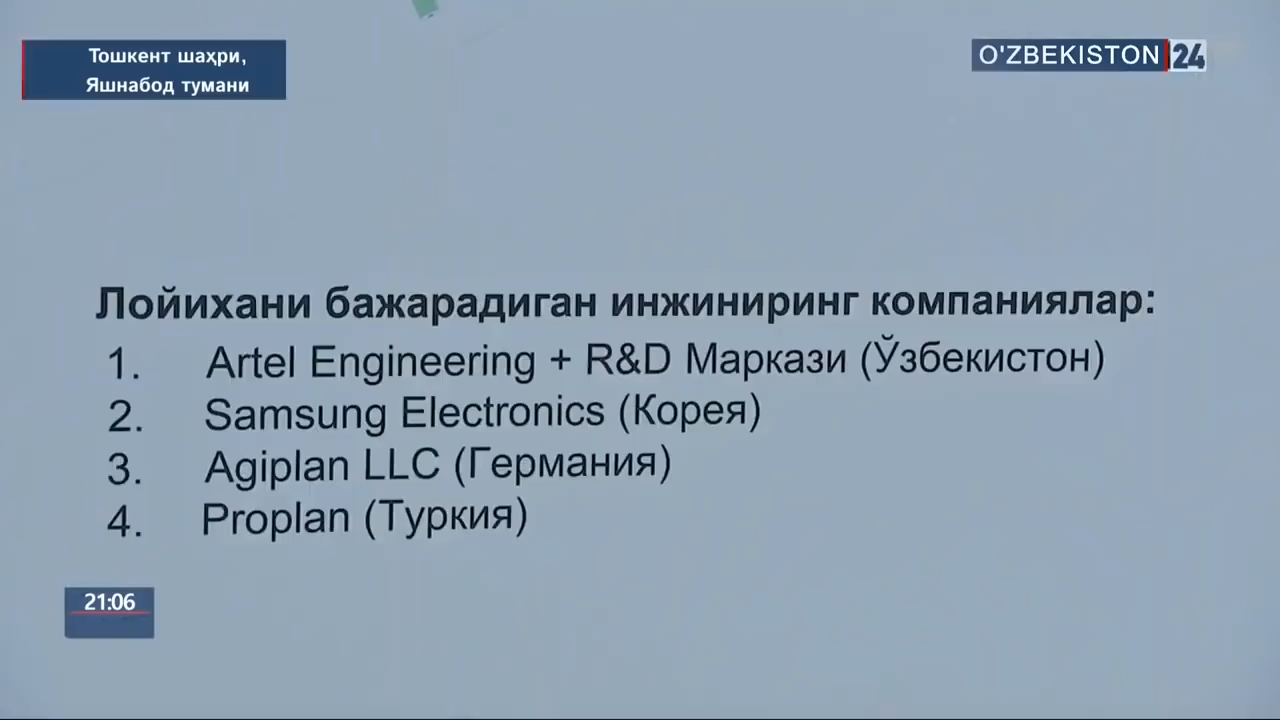 Тошкент шаҳри,
Яшнабод тумани
O'ZBEKISTON 24
Лойихани бажарадиган инжиниринг компаниялар:
1. Artel Engineering + R&D Маркази (Ўзбекистон)
2. Samsung Electronics (Корея)
3. Agiplan LLC (Германия)
4. Proplan (Туркия)
21:06